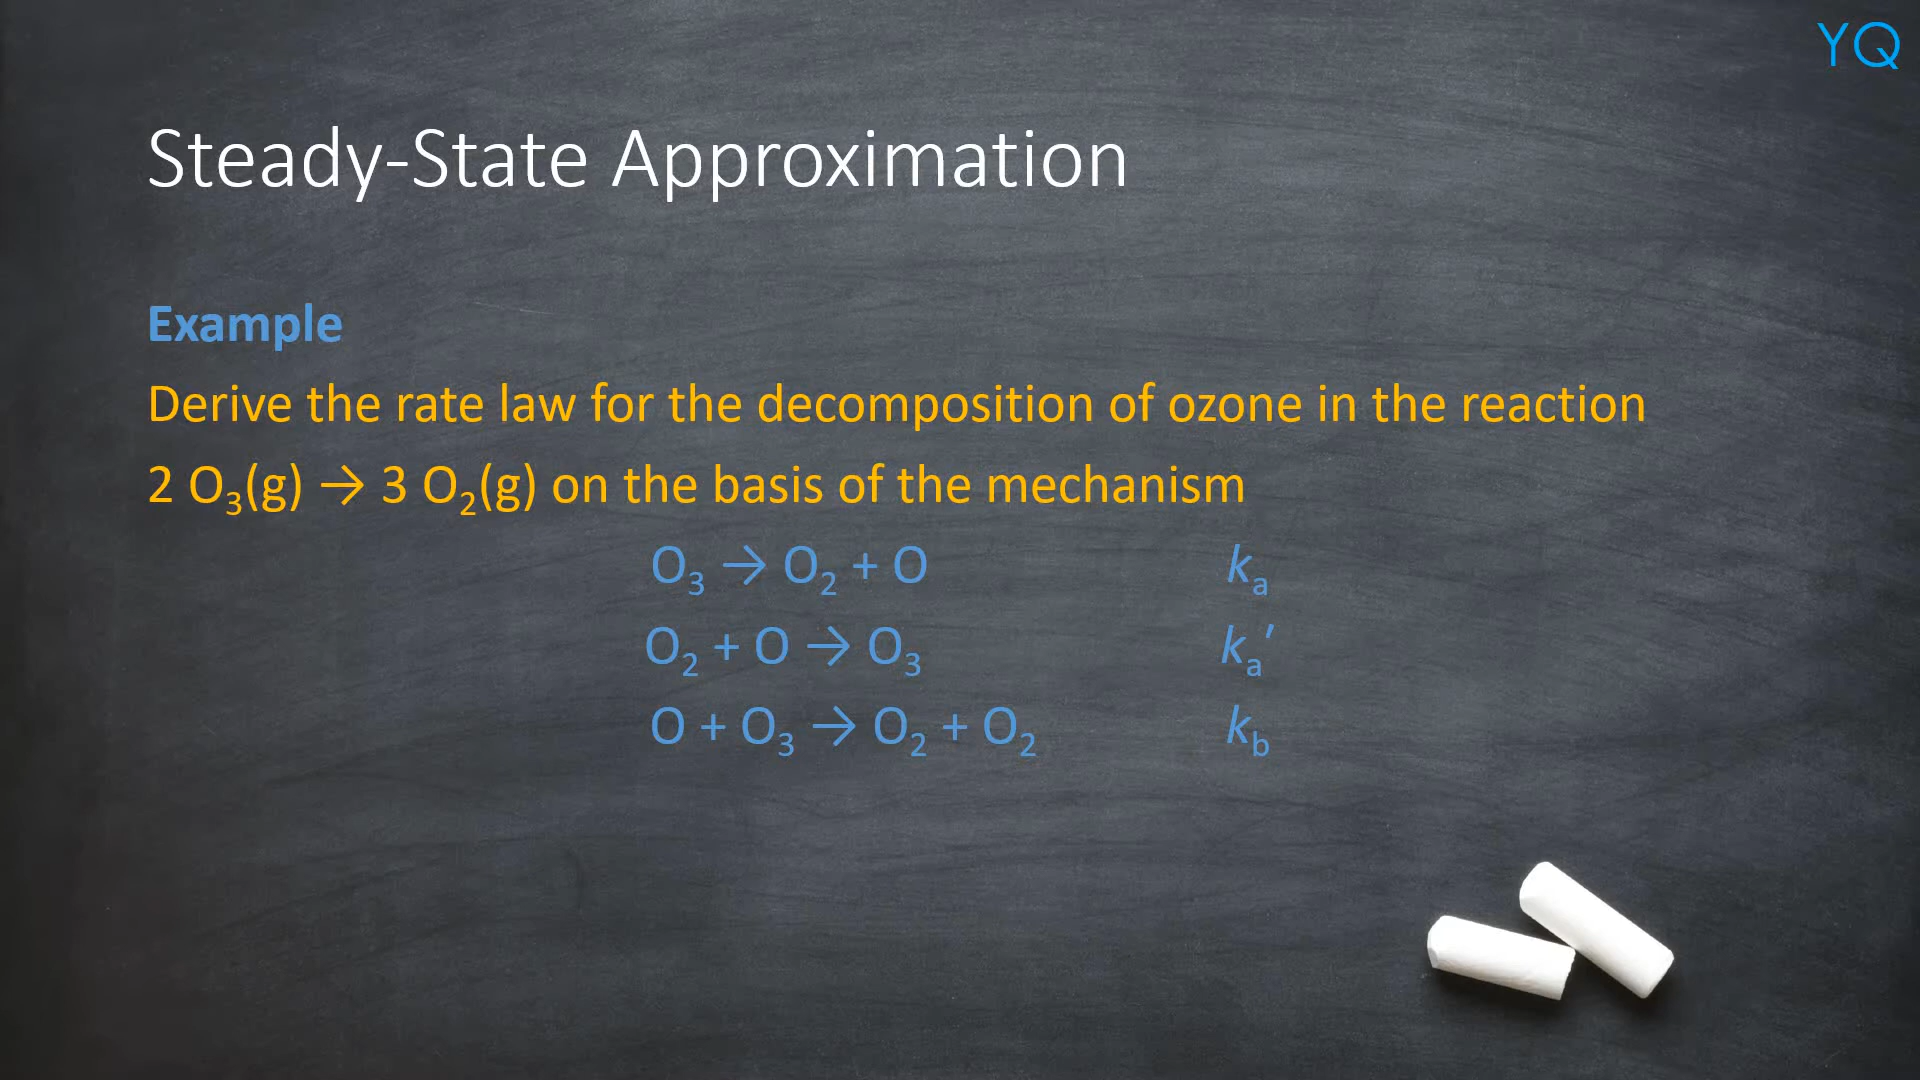 YQ
Steady-State Approximation
Example
Derive the rate law for the decomposition of ozone in the reaction
2 O₃(g) → 3 O₂(g) on the basis of the mechanism
O₃ → O₂ + O kₐ
O₂ + O → O₃ kₐ′
O + O₃ → O₂ + O₂ k_b